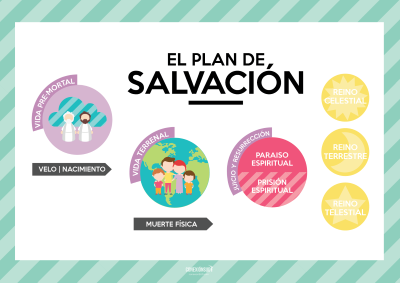 EL PLAN DE
SALVACIÓN
VIDA PRE-MORTAL
VELO | NACIMIENTO
VIDA TERRENAL
MUERTE FÍSICA
JUICIO Y RESURRECCIÓN
PARAISO
ESPIRITUAL
PRISIÓN
ESPIRITUAL
REINO
CELESTIAL
REINO
TERRESTRE
REINO
TELESTIAL